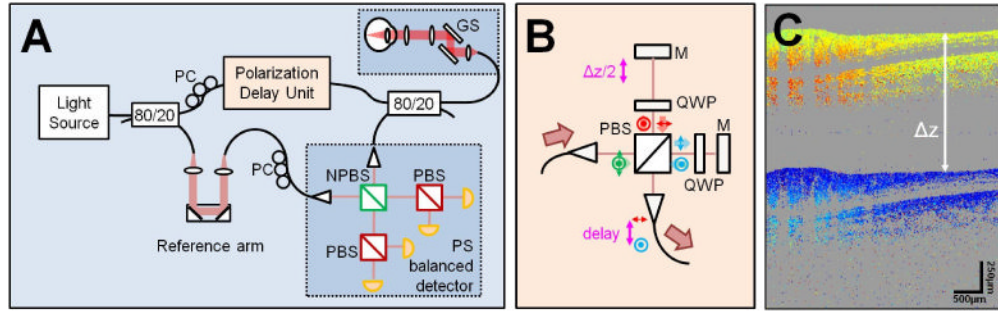 A
Light
Source
80/20
PC
Polarization
Delay Unit
GS
80/20
PC
Reference arm
NPBS
PBS
PBS
PS
balanced
detector
B
M
Δz/2
QWP
PBS
M
QWP
delay
C
Δz
250μm
500μm